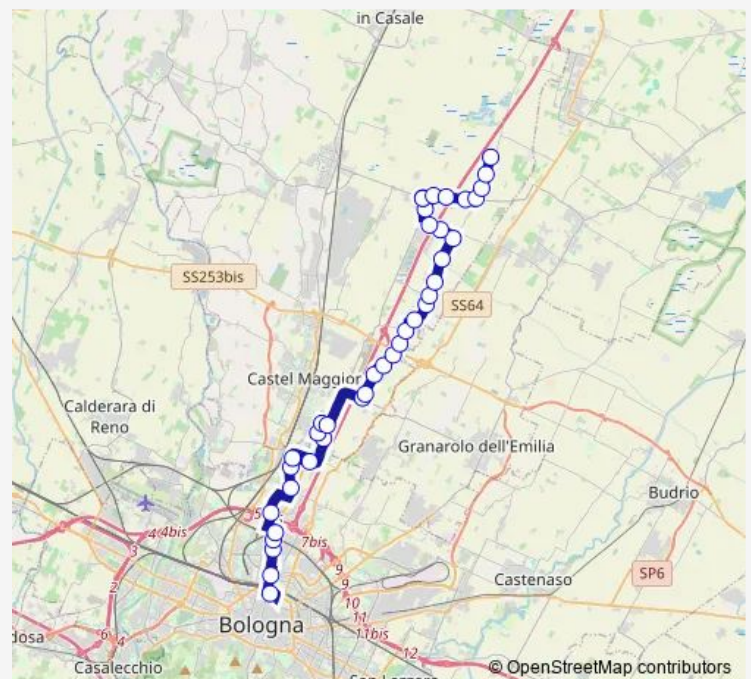 in Casale
SS253bis
SS64
Castel Maggior
Calderara di
Reno
Granarolo dell'Emilia
Budrio
5
4
4bis
3
7bis
9
9
2
10
Castenaso
SP6
11
11bis
dosa
6
4
Bologna
12
Casalecchio
© OpenStreetMap contributors